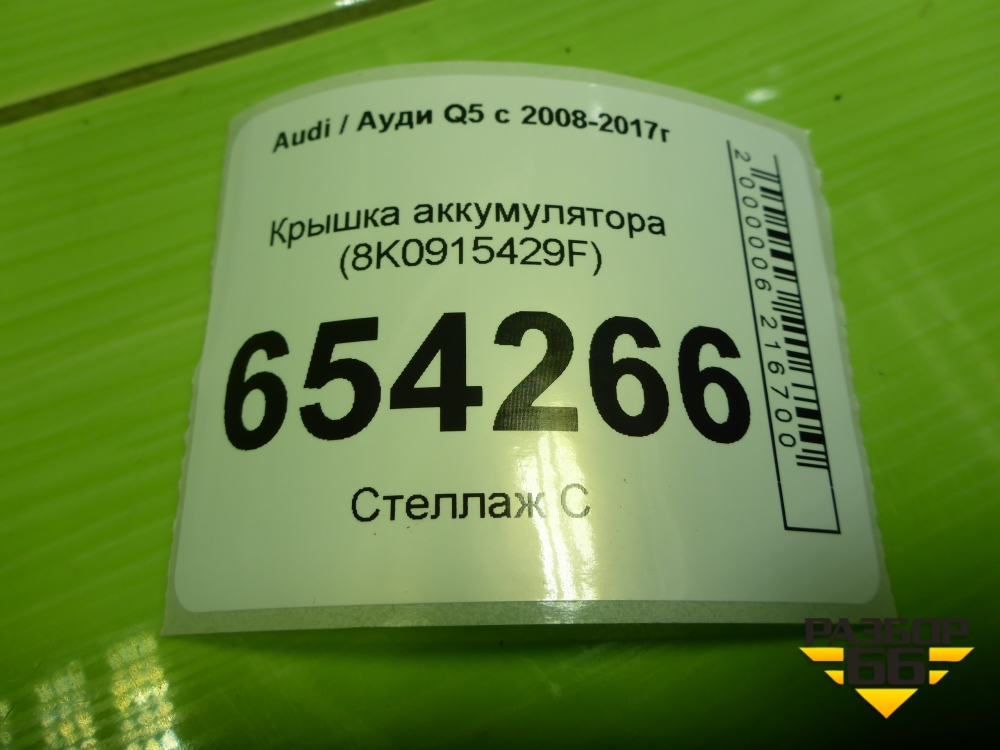 Audi / Ауди Q5 с 2008-2017г
Крышка аккумулятора
(8K0915429F)
654266
Стеллаж С
2000006216700
РАЗБОР
66